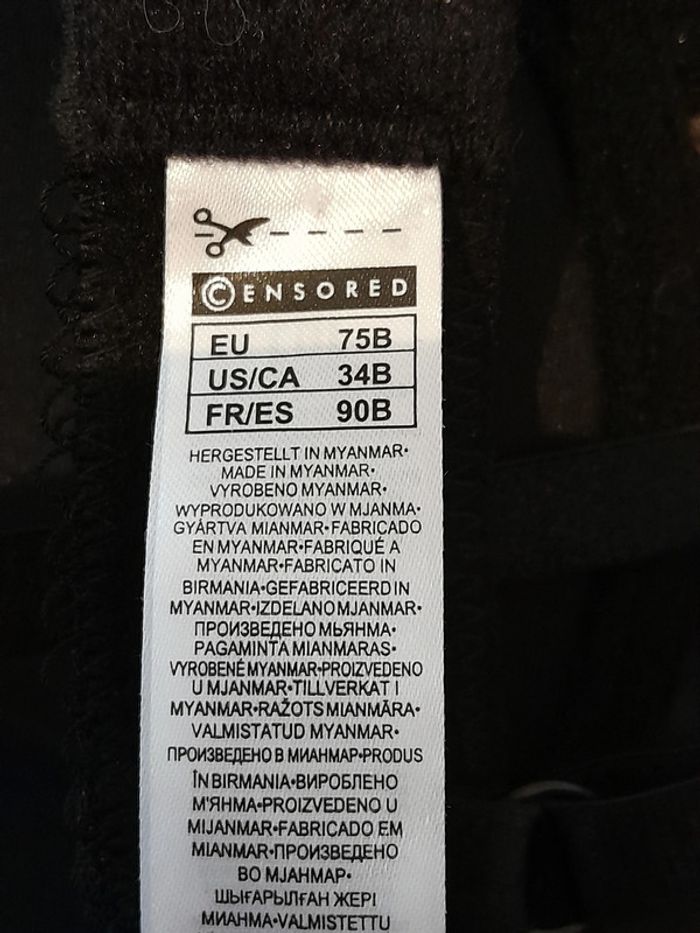 ©ENSORED
EU 75B
US/CA 34B
FR/ES 90B
HERGESTELLT IN MYANMAR•
MADE IN MYANMAR•
VYROBENO MYANMAR•
WYPRODUKOWANO W MJANMA•
GYÁRTVA MIANMAR•FABRICADO
EN MYANMAR•FABRIQUÉ A
MYANMAR•FABRICATO IN
BIRMANIA•GEFABRICEERD IN
MYANMAR•IZDELANO MJANMAR•
ПРОИЗВЕДЕНО МЬЯНМА•
PAGAMINTA MIANMARAS•
VYROBENÉ MYANMAR•PROIZVEDENO
U MJANMAR•TILLVERKAT I
MYANMAR•RAŽOTS MIANMĀRA•
VALMISTATUD MYANMAR•
ПРОИЗВЕДЕНО В МИАНМАР•PRODUS
ÎN BIRMANIA•ВИРОБЛЕНО
М'ЯНМА•PROIZVEDENO U
MIJANMAR•FABRICADO EM
MIANMAR•ПРОИЗВЕДЕНО
ВО МЈАНМАР•
ШЫҒАРЫЛҒАН ЖЕРІ
МИАНМА•VALMISTETTU